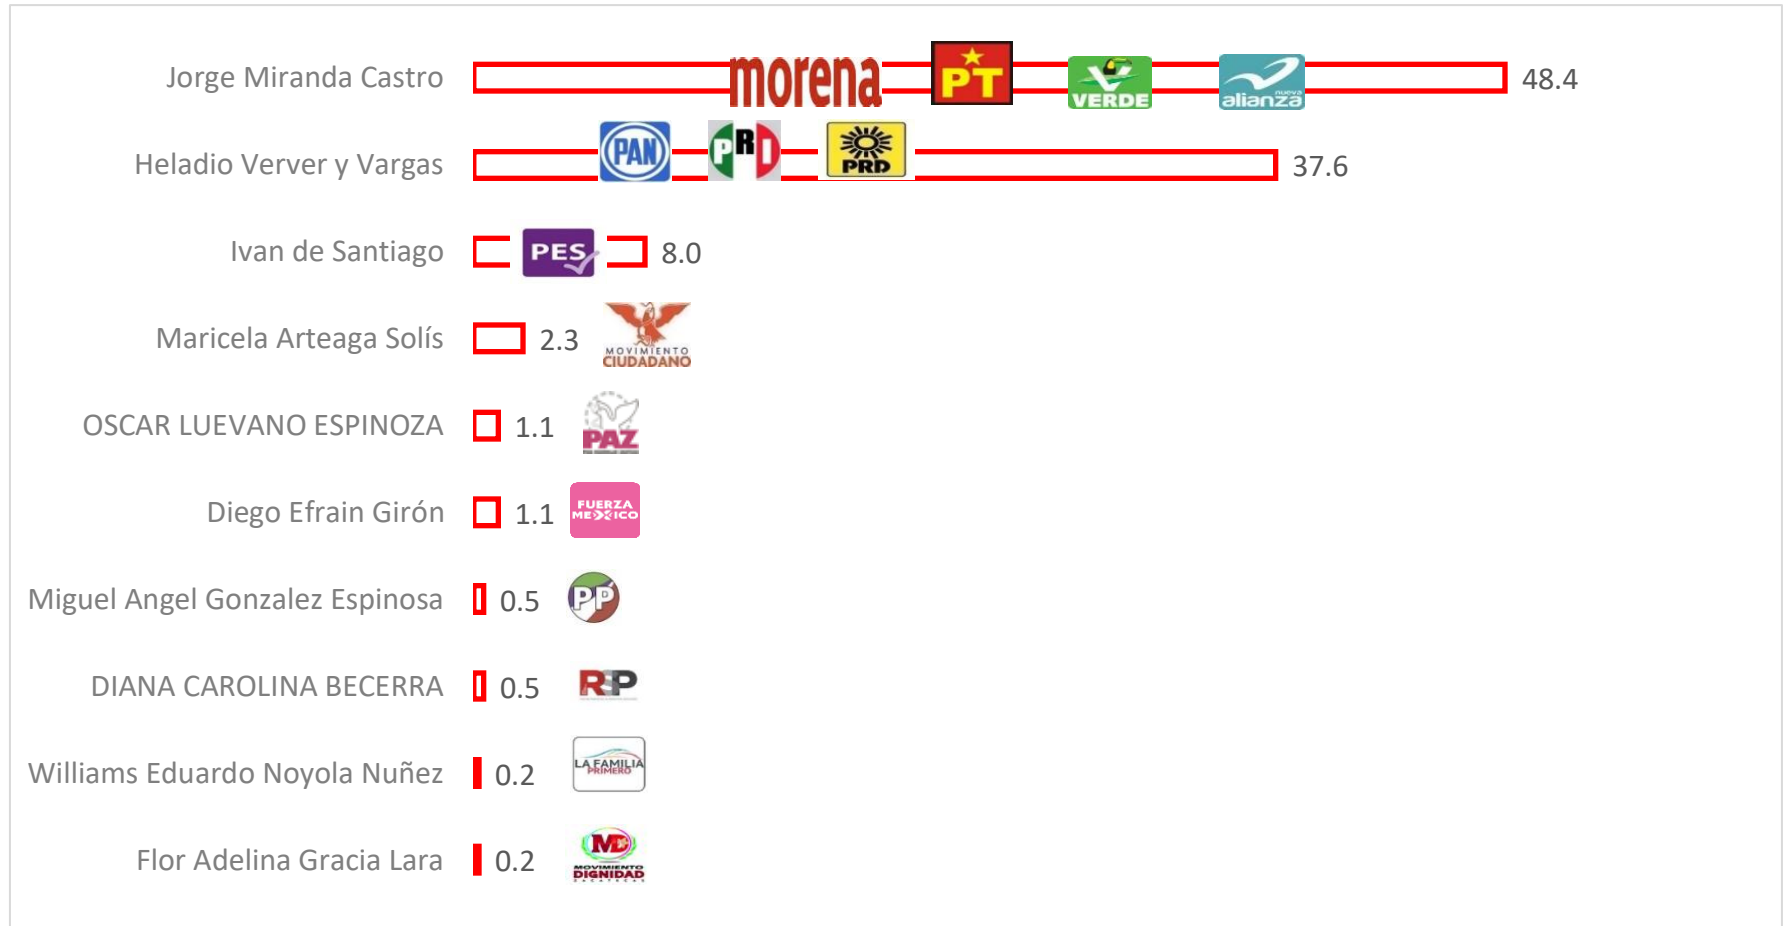 Jorge Miranda Castro
morena
PT
VERDE
nueva
alianza
48.4
Heladio Verver y Vargas
PAN
PRI
PRD
37.6
Ivan de Santiago
PES
8.0
Maricela Arteaga Solís
2.3
MOVIMIENTO
CIUDADANO
OSCAR LUEVANO ESPINOZA
1.1
PAZ
Diego Efrain Girón
1.1
FUERZA
MEXICO
Miguel Angel Gonzalez Espinosa
0.5
PP
DIANA CAROLINA BECERRA
0.5
RSP
Williams Eduardo Noyola Nuñez
0.2
LA FAMILIA
PRIMERO
Flor Adelina Gracia Lara
0.2
MD
MOVIMIENTO
DIGNIDAD
ZACATECAS